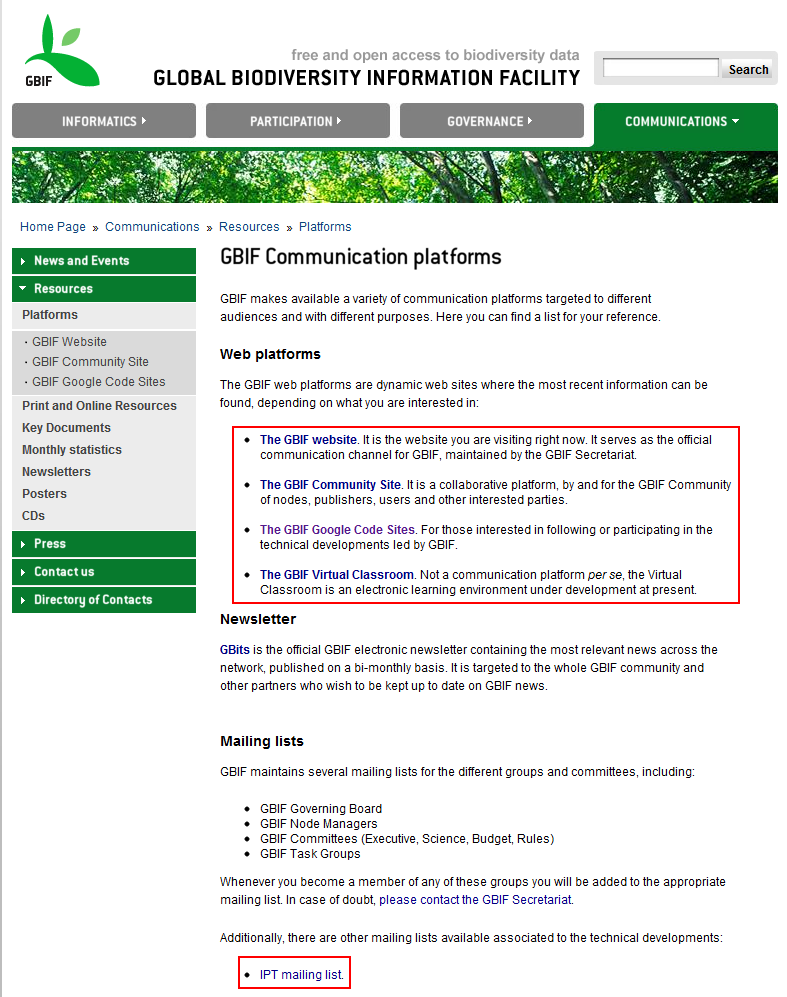 GBIF
free and open access to biodiversity data
GLOBAL BIODIVERSITY INFORMATION FACILITY
Search
INFORMATICS
PARTICIPATION
GOVERNANCE
COMMUNICATIONS
Home Page » Communications » Resources » Platforms
News and Events
Resources
Platforms
· GBIF Website
· GBIF Community Site
· GBIF Google Code Sites
Print and Online Resources
Key Documents
Monthly statistics
Newsletters
Posters
CDs
Press
Contact us
Directory of Contacts
GBIF Communication platforms
GBIF makes available a variety of communication platforms targeted to different
audiences and with different purposes. Here you can find a list for your reference.
Web platforms
The GBIF web platforms are dynamic web sites where the most recent information can be
found, depending on what you are interested in:
• The GBIF website. It is the website you are visiting right now. It serves as the official
communication channel for GBIF, maintained by the GBIF Secretariat.
• The GBIF Community Site. It is a collaborative platform, by and for the GBIF Community
of nodes, publishers, users and other interested parties.
• The GBIF Google Code Sites. For those interested in following or participating in the
technical developments led by GBIF.
• The GBIF Virtual Classroom. Not a communication platform per se, the Virtual
Classroom is an electronic learning environment under development at present.
Newsletter
GBits is the official GBIF electronic newsletter containing the most relevant news across the
network, published on a bi-monthly basis. It is targeted to the whole GBIF community and
other partners who wish to be kept up to date on GBIF news.
Mailing lists
GBIF maintains several mailing lists for the different groups and committees, including:
• GBIF Governing Board
• GBIF Node Managers
• GBIF Committees (Executive, Science, Budget, Rules)
• GBIF Task Groups
Whenever you become a member of any of these groups you will be added to the appropriate
mailing list. In case of doubt, please contact the GBIF Secretariat.
Additionally, there are other mailing lists available associated to the technical developments:
• IPT mailing list.